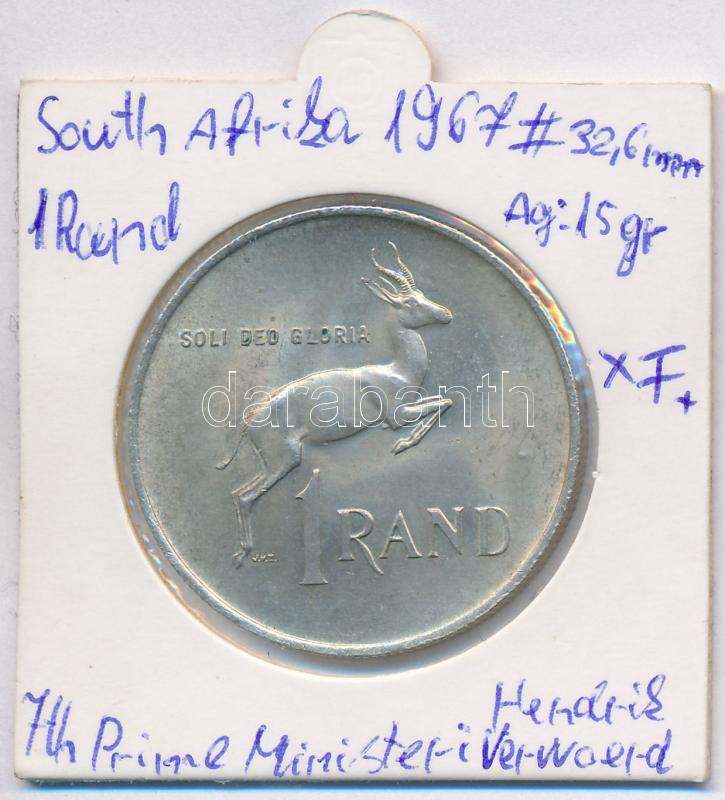 South Afrika 1967 # 32,6 mm
1 Rand
Ag: 15 gr
SOLI DEO GLORIA
XF+
darabanth
1 RAND
Hendrik
7th Prime Minister: Verwoerd